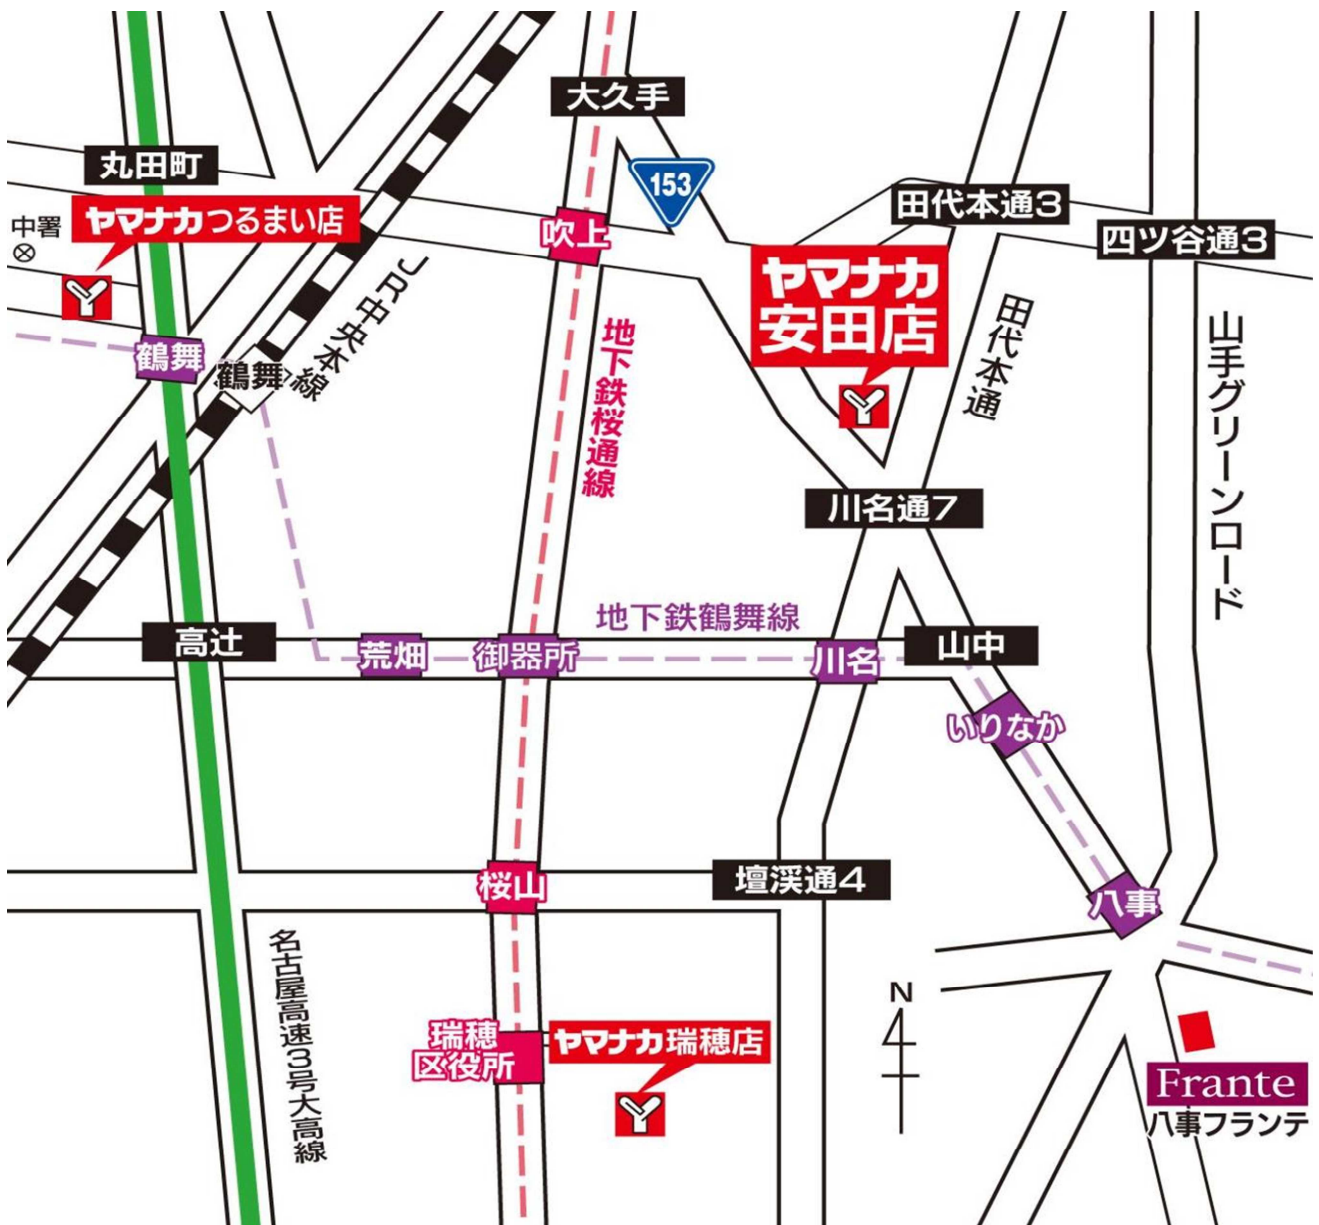 大久手
153
丸田町
ヤマナカつるまい店
中署
吹上
田代本通3
四ツ谷通3
ヤマナカ
安田店
JR中央本線
鶴舞
鶴舞
地下鉄桜通線
田代本通
山手グリーンロード
川名通7
地下鉄鶴舞線
高辻
荒畑
御器所
川名
山中
いりなか
桜山
壇渓通4
八事
名古屋高速3号大高線
N
瑞穂
区役所
ヤマナカ瑞穂店
Frante
八事フランテ